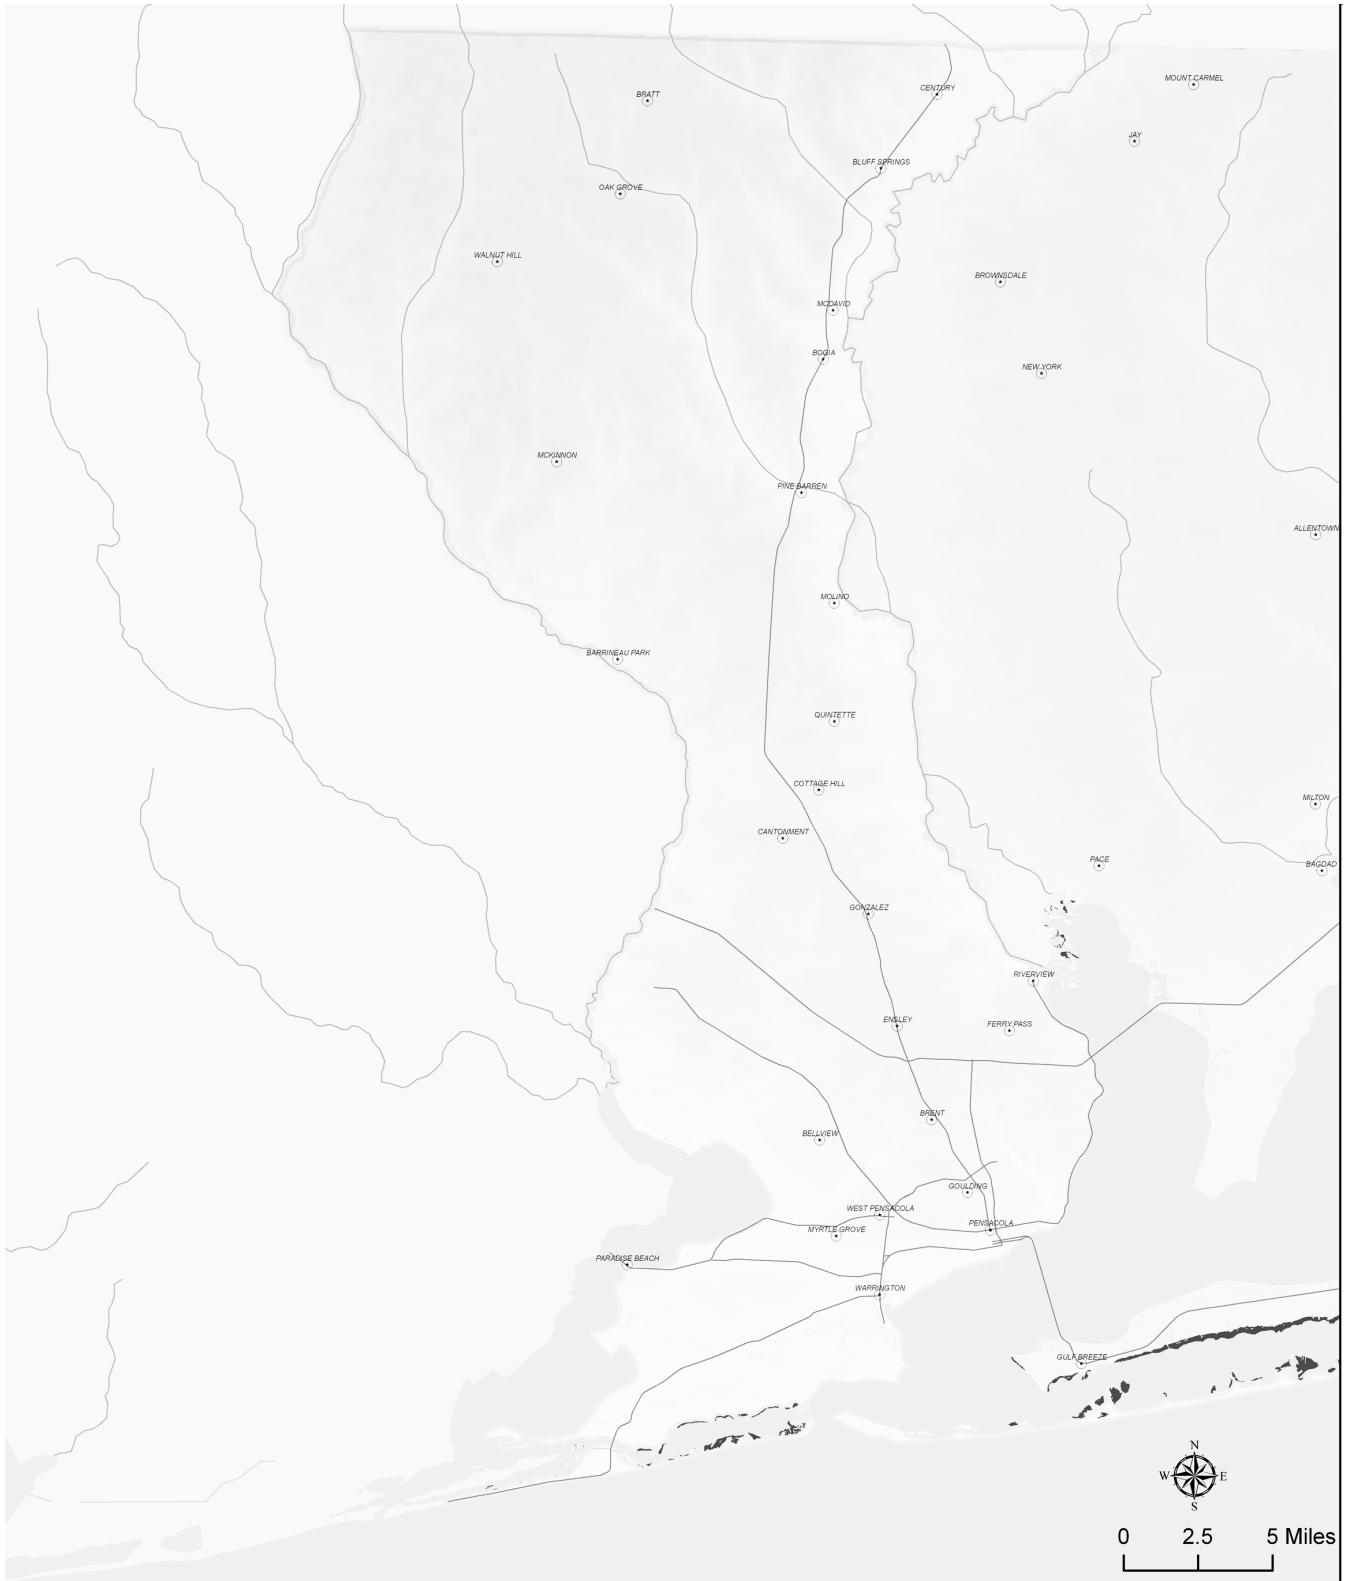 MOUNT CARMEL
CENTURY
BRATT
JAY
BLUFF SPRINGS
OAK GROVE
WALNUT HILL
BROWNSDALE
MCDAVID
BOGIA
NEW YORK
MCKINNON
PINE BARREN
ALLENTOWN
MOLINO
BARRINEAU PARK
QUINTETTE
COTTAGE HILL
MILTON
CANTONMENT
PACE
BAGDAD
GONZALEZ
RIVERVIEW
ENSLEY
FERRY PASS
BRENT
BELLVIEW
GOULDING
WEST PENSACOLA
PENSACOLA
MYRTLE GROVE
PARADISE BEACH
WARRINGTON
GULF BREEZE
N
W E
S
0 2.5 5 Miles